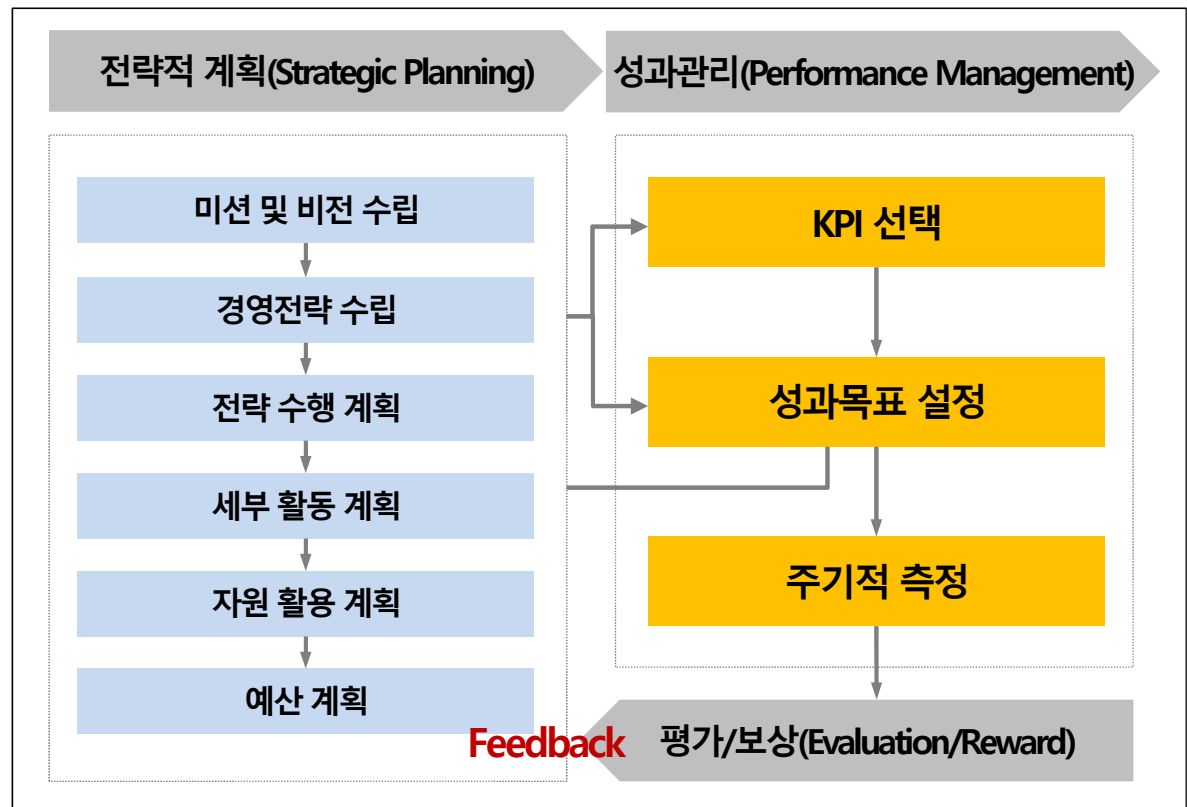 전략적 계획(Strategic Planning)
성과관리(Performance Management)
미션 및 비전 수립
경영전략 수립
전략 수행 계획
세부 활동 계획
자원 활용 계획
예산 계획
KPI 선택
성과목표 설정
주기적 측정
Feedback
평가/보상(Evaluation/Reward)